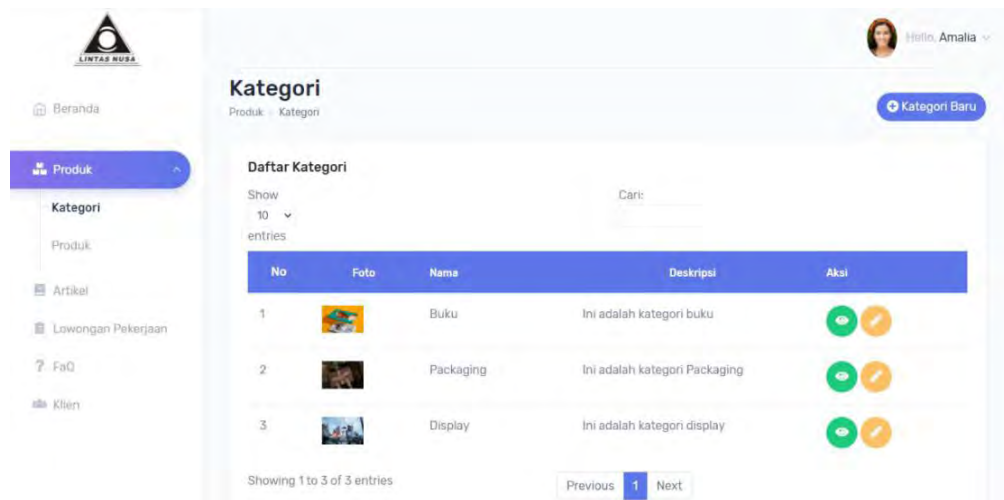 LINTAS NUSA
Hello, Amalia
Beranda
Kategori
Produk Kategori
Kategori Baru
Produk
Kategori
Produk
Artikel
Lowongan Pekerjaan
FaQ
Klien
Daftar Kategori
Show
10
entries
Cari:
No Foto Nama Deskripsi Aksi
1 Buku Ini adalah kategori buku
2 Packaging Ini adalah kategori Packaging
3 Display Ini adalah kategori display
Showing 1 to 3 of 3 entries
Previous 1 Next